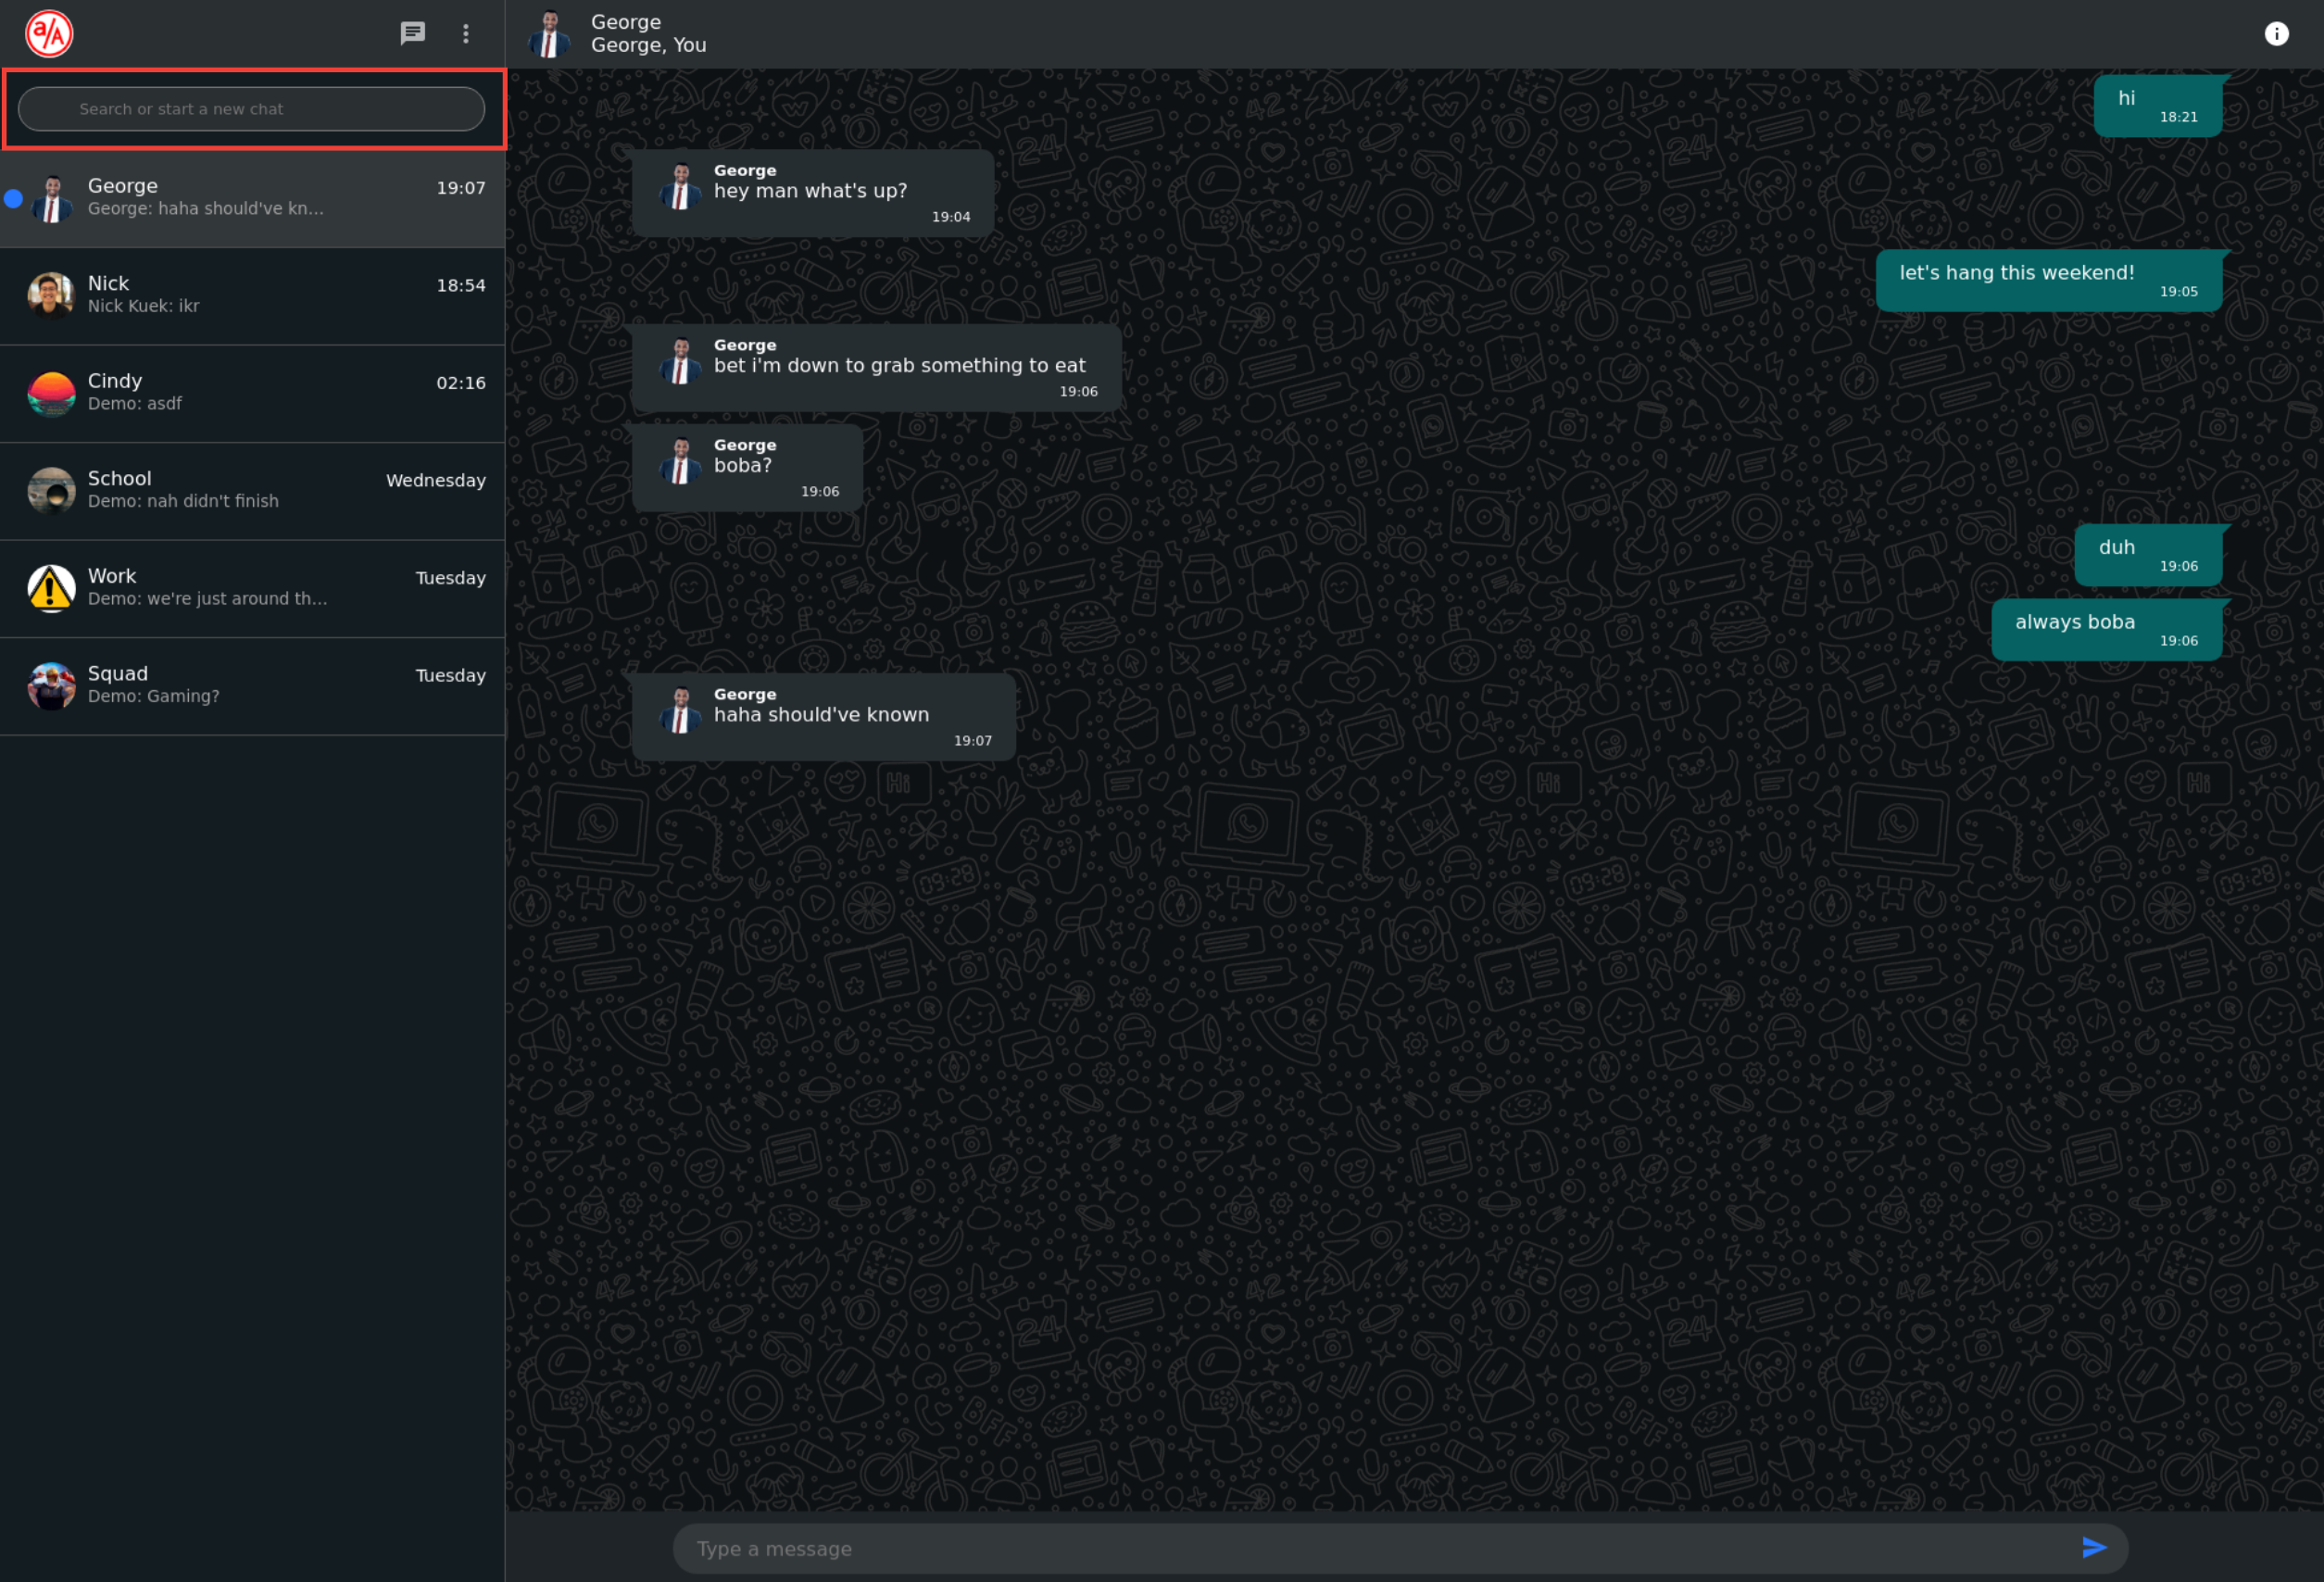 a/A
Search or start a new chat
George
19:07
George: haha should've kn...
Nick
18:54
Nick Kuek: ikr
Cindy
02:16
Demo: asdf
School
Wednesday
Demo: nah didn't finish
Work
Tuesday
Demo: we're just around th...
Squad
Tuesday
Demo: Gaming?
George
George, You
hi
18:21
George
hey man what's up?
19:04
let's hang this weekend!
19:05
George
bet i'm down to grab something to eat
19:06
George
boba?
19:06
duh
19:06
always boba
19:06
George
haha should've known
19:07
Type a message